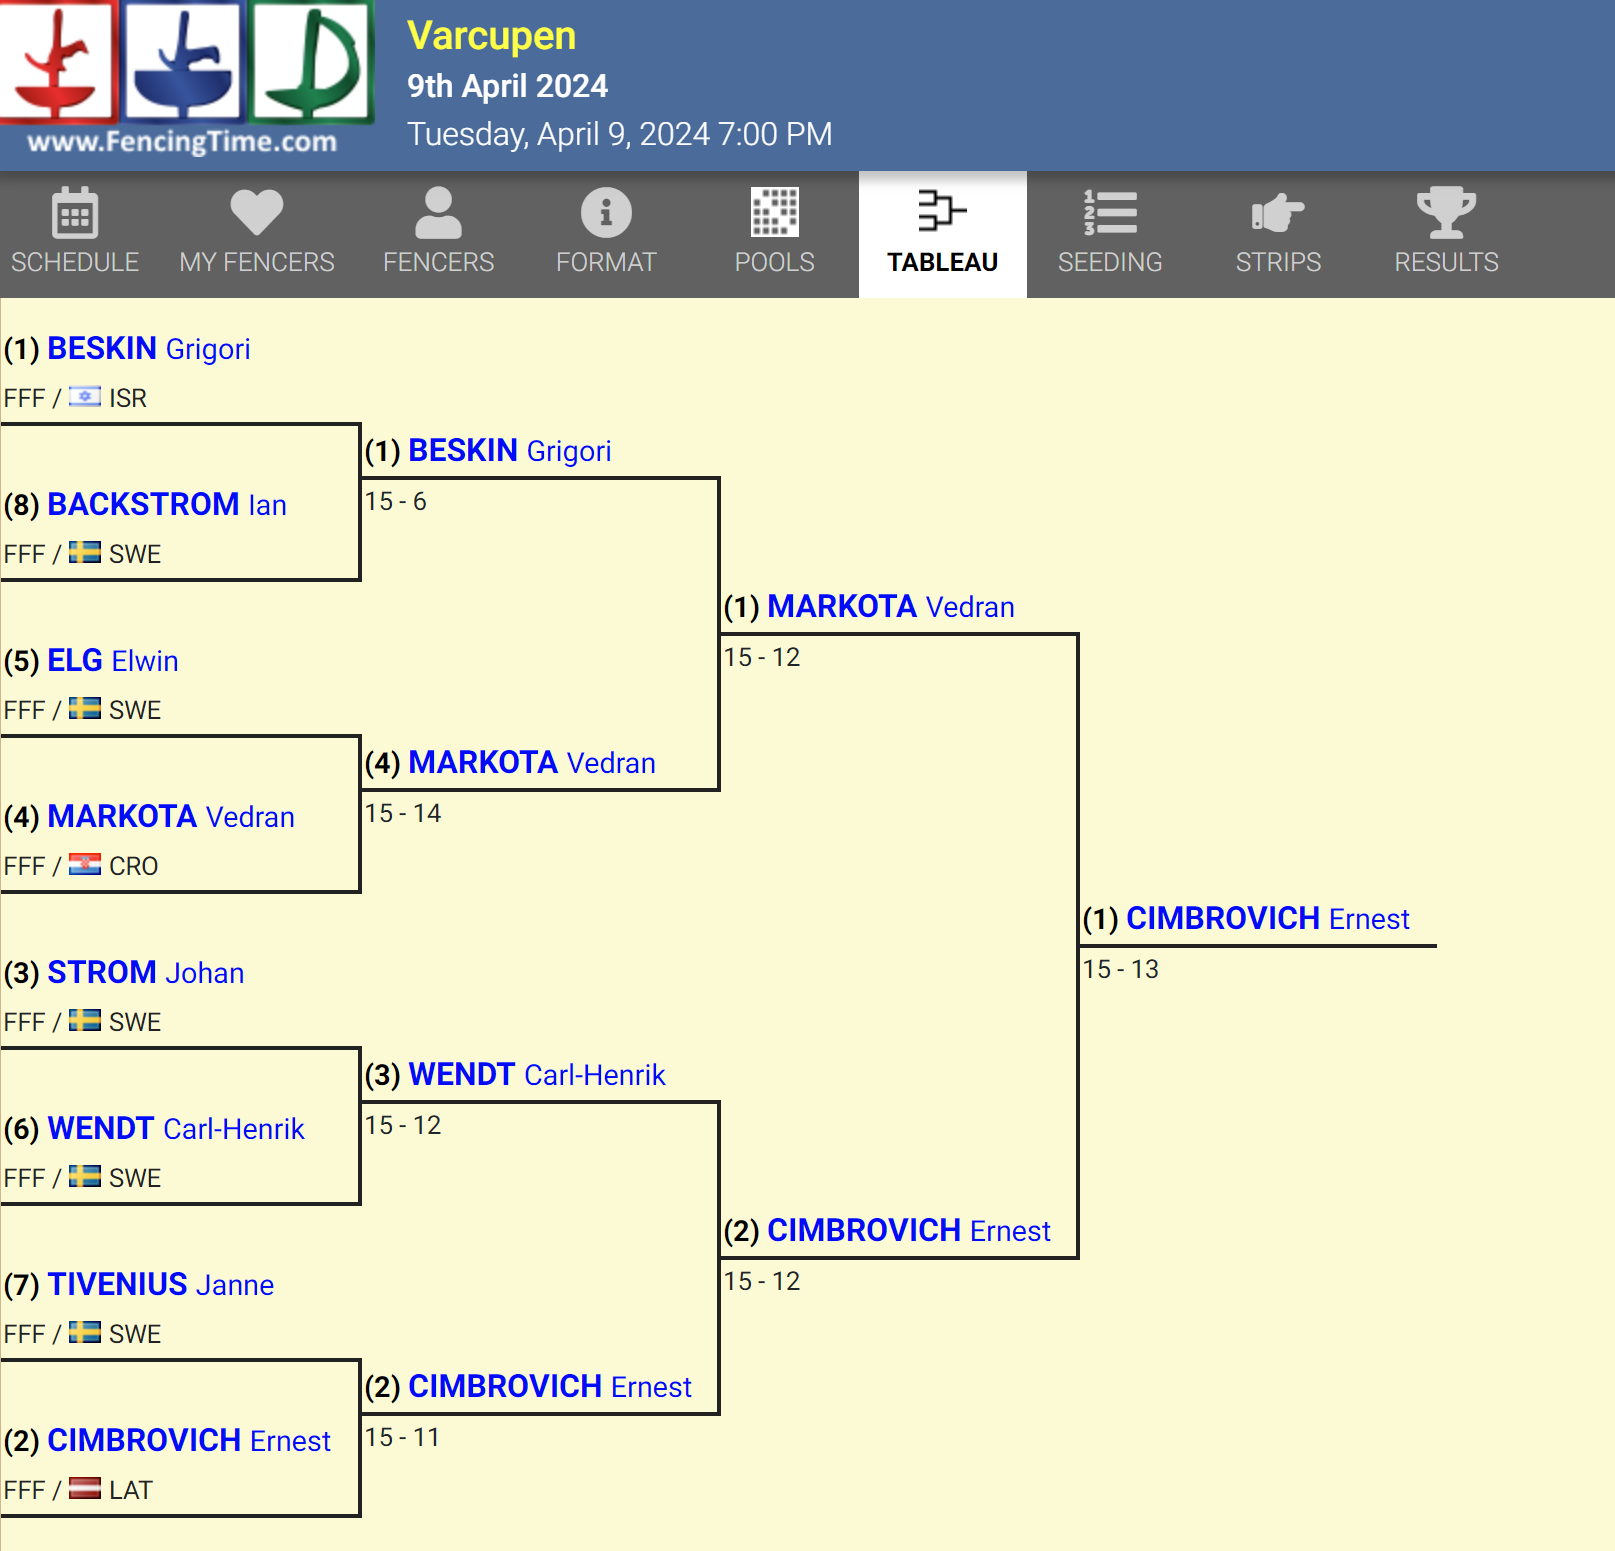 www.FencingTime.com
Varcupen
9th April 2024
Tuesday, April 9, 2024 7:00 PM
SCHEDULE
MY FENCERS
FENCERS
FORMAT
POOLS
TABLEAU
SEEDING
STRIPS
RESULTS
(1) BESKIN Grigori
FFF / ISR
(8) BACKSTROM Ian
FFF / SWE
(5) ELG Elwin
FFF / SWE
(4) MARKOTA Vedran
FFF / CRO
(3) STROM Johan
FFF / SWE
(6) WENDT Carl-Henrik
FFF / SWE
(7) TIVENIUS Janne
FFF / SWE
(2) CIMBROVICH Ernest
FFF / LAT
(1) BESKIN Grigori
15 - 6
(4) MARKOTA Vedran
15 - 14
(3) WENDT Carl-Henrik
15 - 12
(2) CIMBROVICH Ernest
15 - 11
(1) MARKOTA Vedran
15 - 12
(2) CIMBROVICH Ernest
15 - 12
(1) CIMBROVICH Ernest
15 - 13